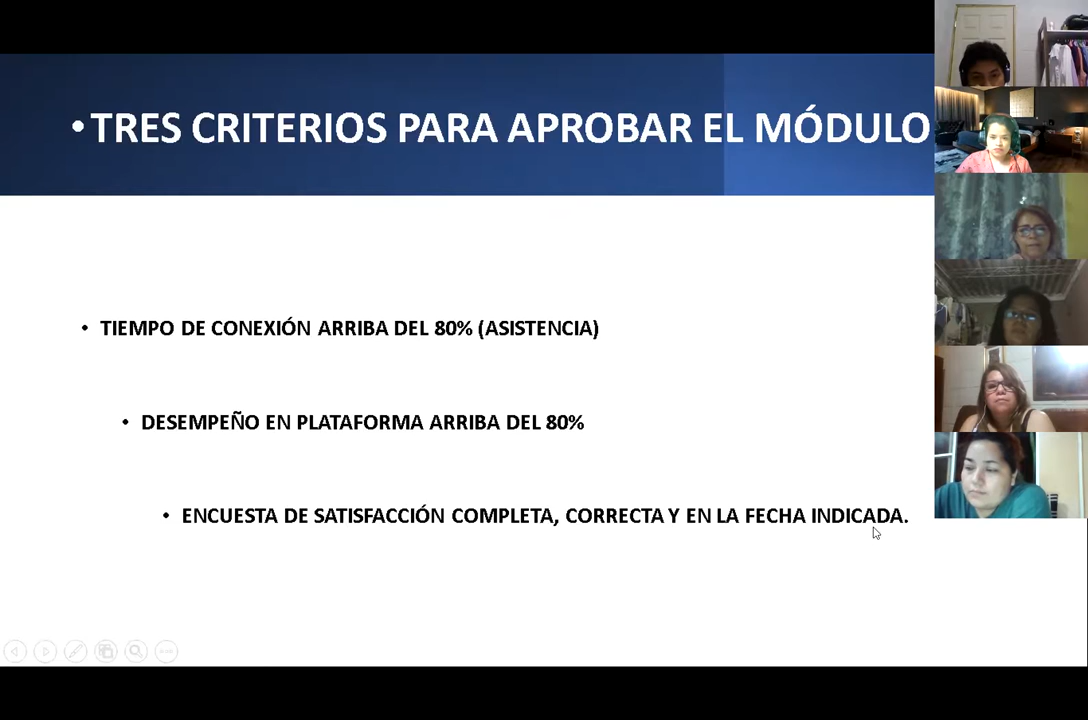 • TRES CRITERIOS PARA APROBAR EL MÓDULO
• TIEMPO DE CONEXIÓN ARRIBA DEL 80% (ASISTENCIA)
• DESEMPEÑO EN PLATAFORMA ARRIBA DEL 80%
• ENCUESTA DE SATISFACCIÓN COMPLETA, CORRECTA Y EN LA FECHA INDICADA.